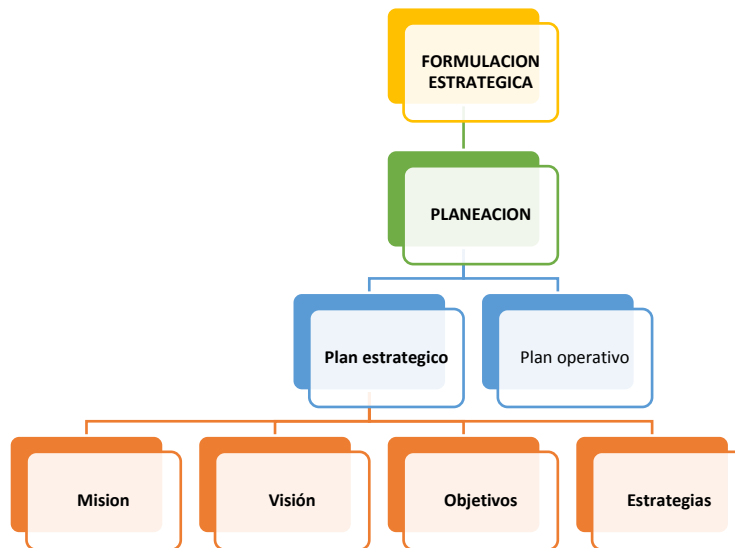 FORMULACION
ESTRATEGICA
PLANEACION
Plan estrategico
Plan operativo
Mision
Visión
Objetivos
Estrategias